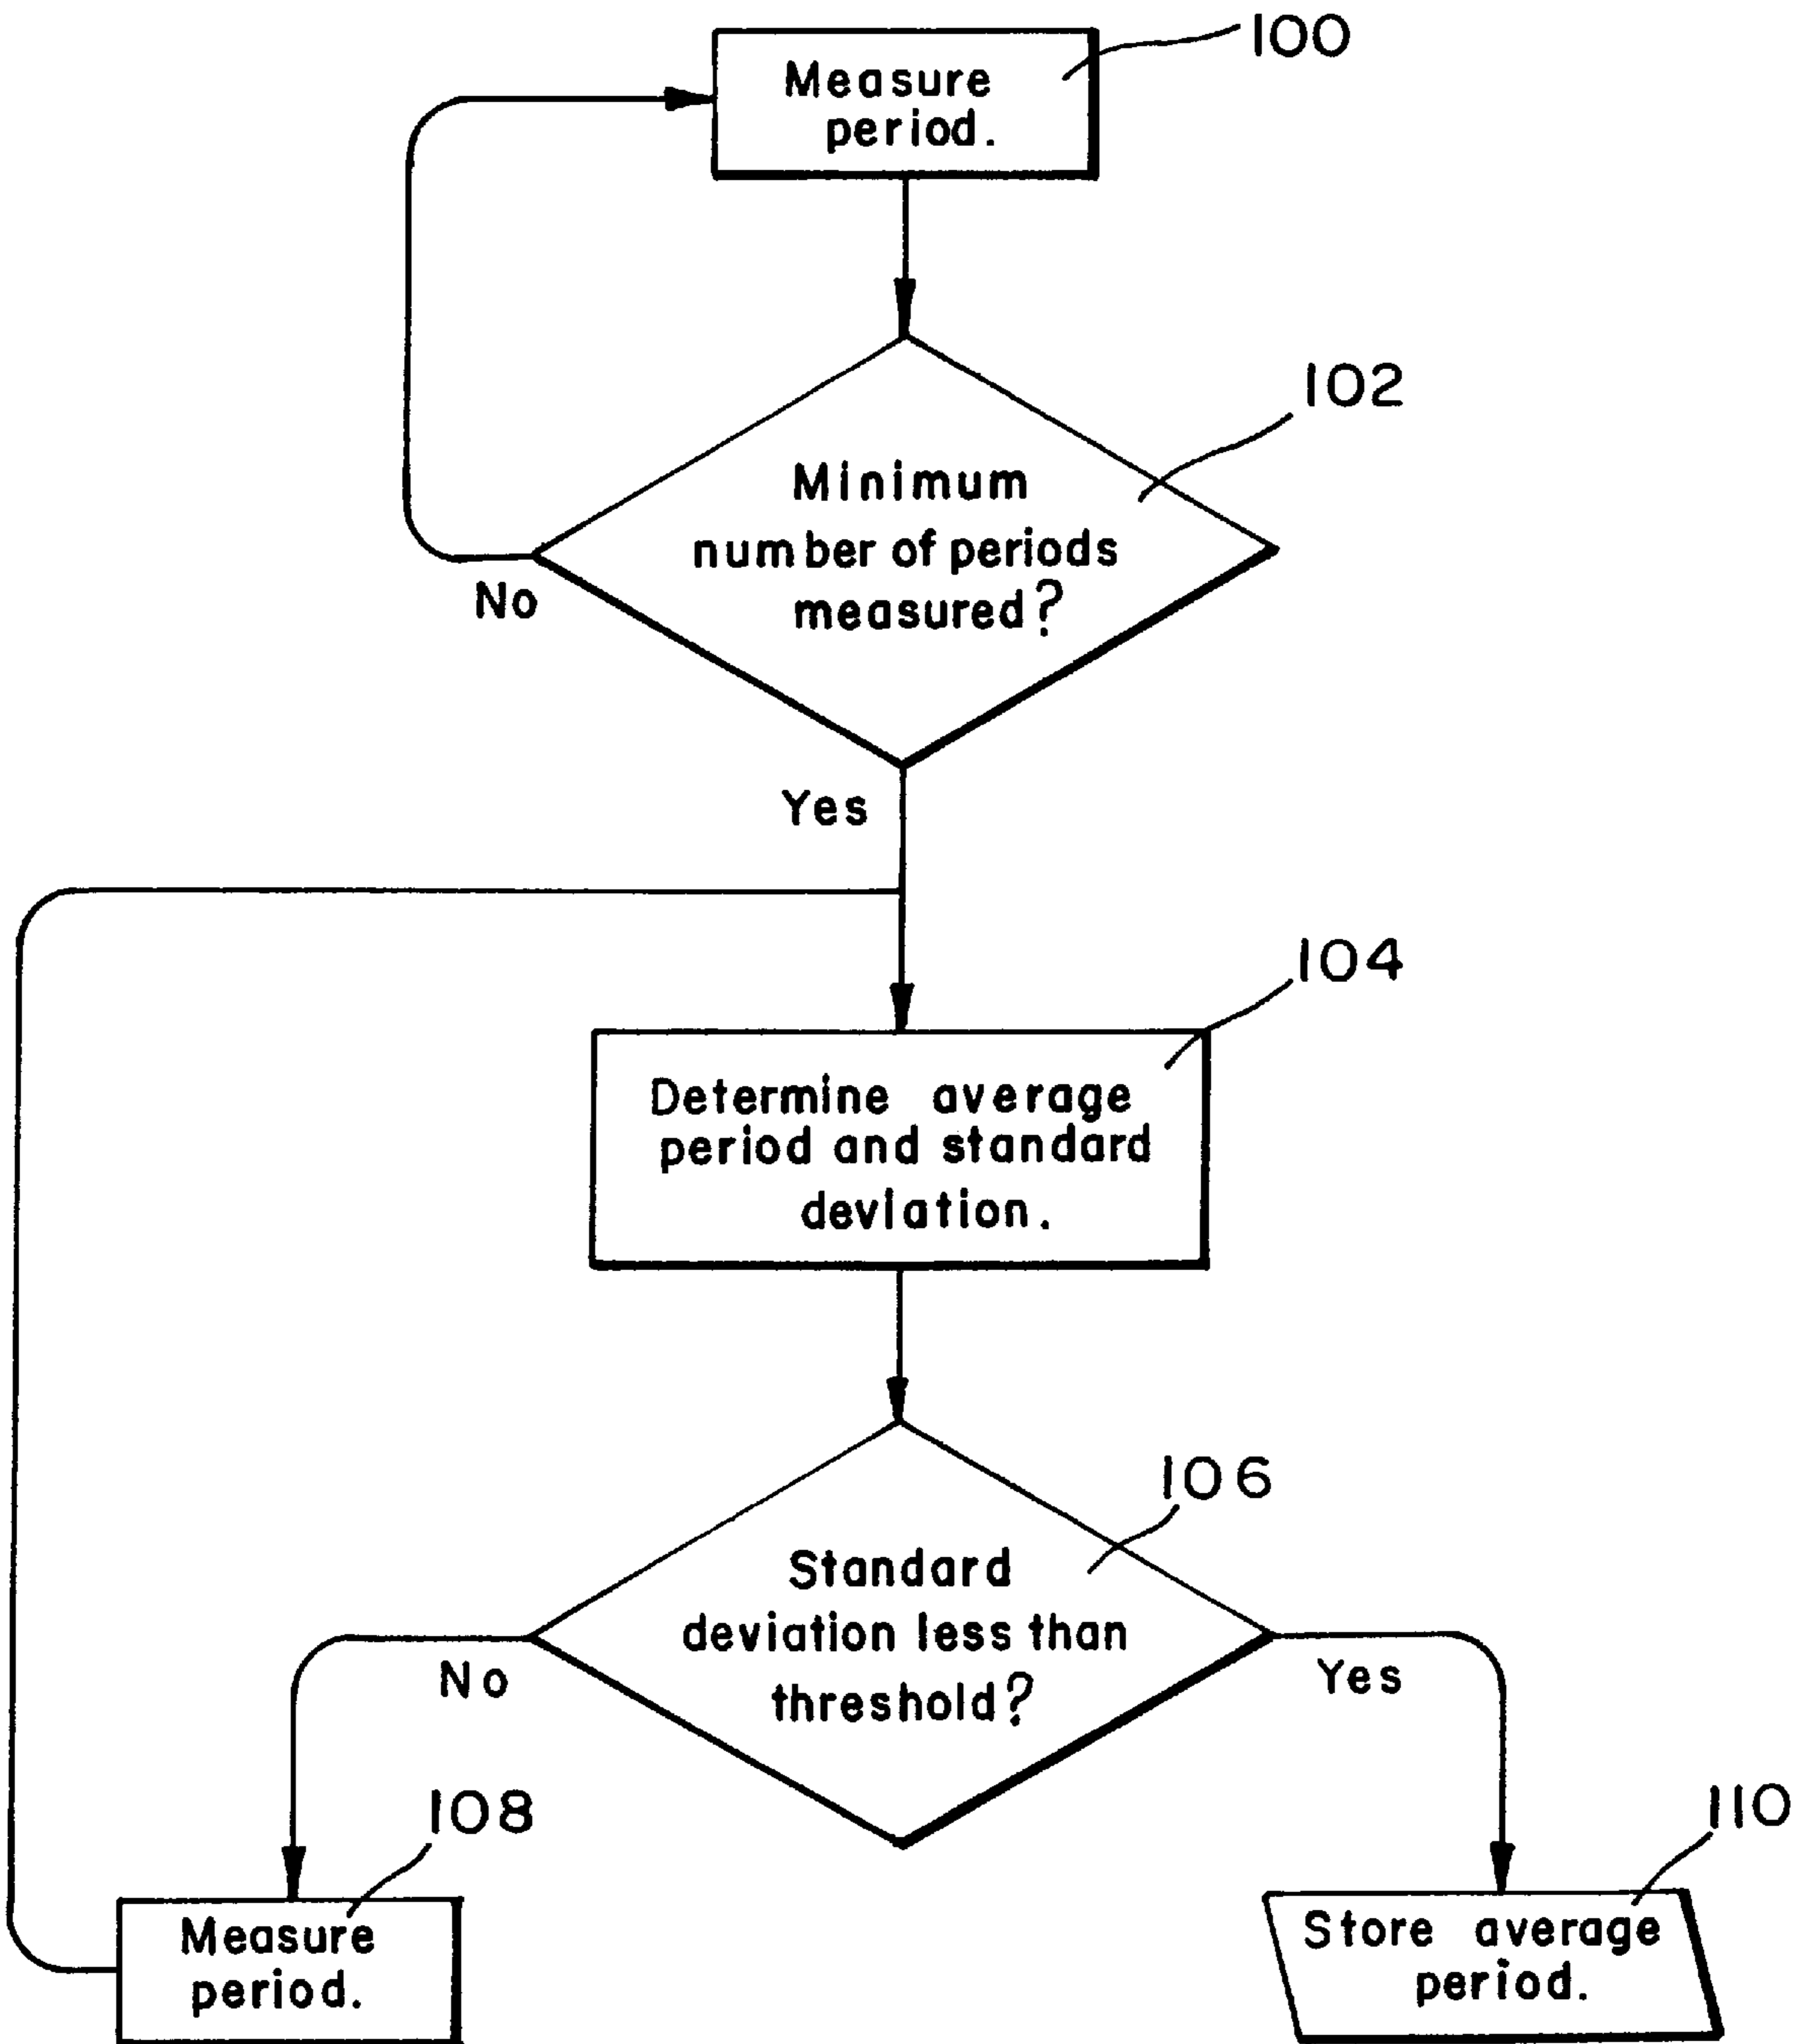 100
Measure
period.
102
Minimum
number of periods
measured?
No
Yes
104
Determine average
period and standard
deviation.
106
Standard
deviation less than
threshold?
No
Yes
108
110
Measure
period.
Store average
period.